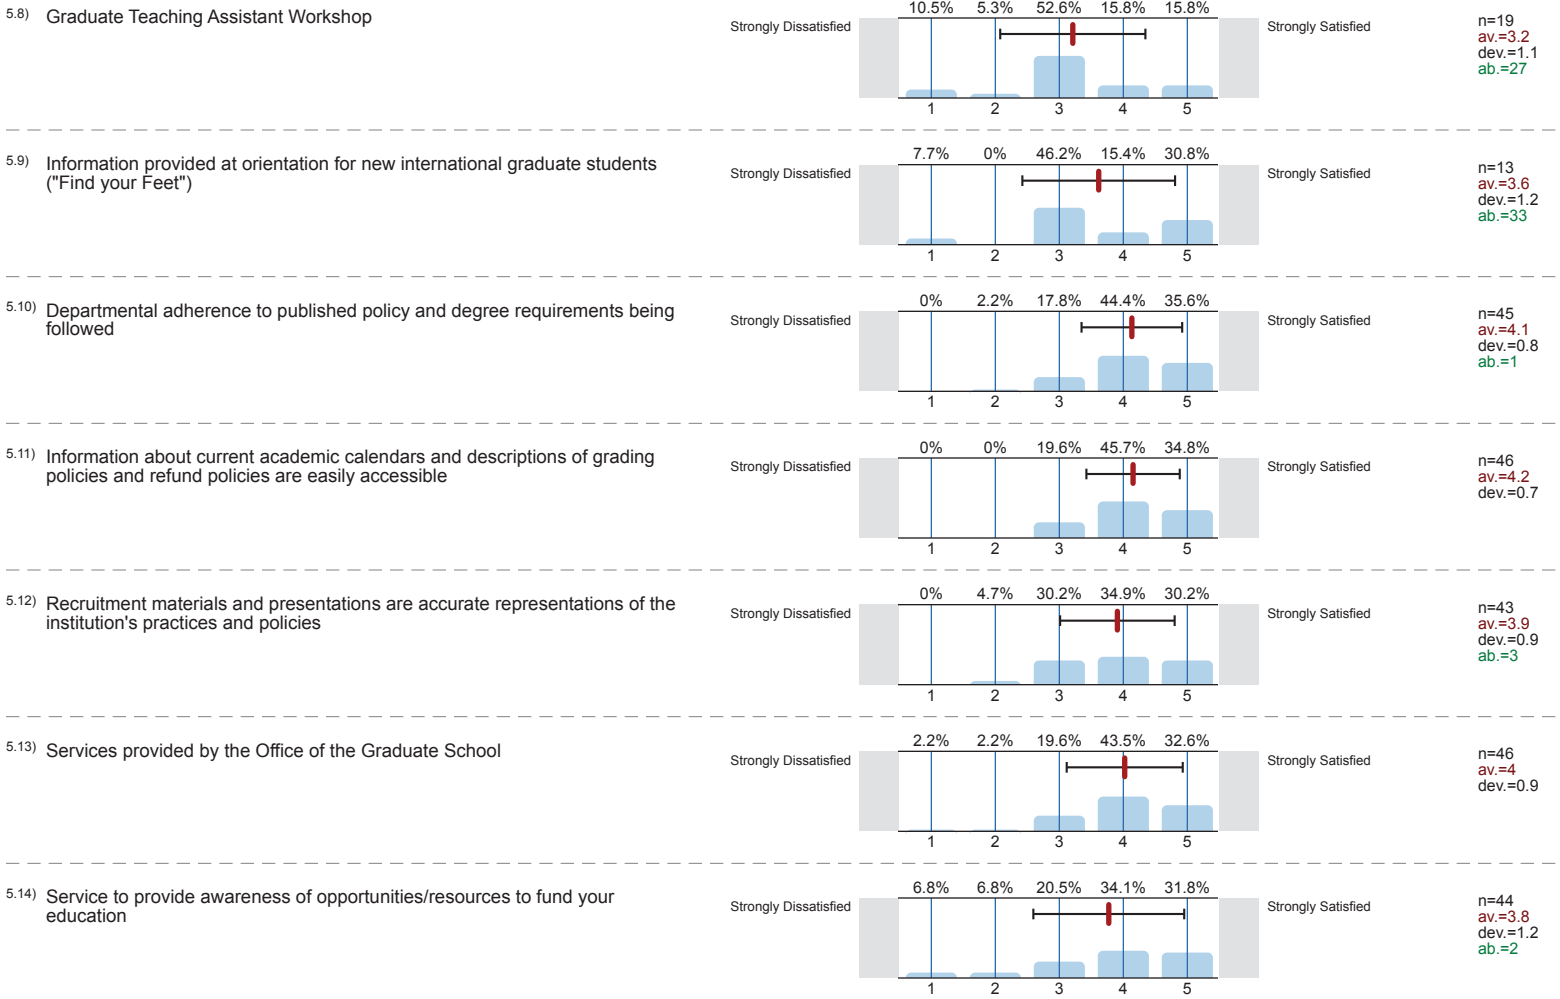 5.8) Graduate Teaching Assistant Workshop
Strongly Dissatisfied
10.5% 5.3% 52.6% 15.8% 15.8%
1 2 3 4 5
Strongly Satisfied
n=19
av.=3.2
dev.=1.1
ab.=27
5.9) Information provided at orientation for new international graduate students
("Find your Feet")
Strongly Dissatisfied
7.7% 0% 46.2% 15.4% 30.8%
1 2 3 4 5
Strongly Satisfied
n=13
av.=3.6
dev.=1.2
ab.=33
5.10) Departmental adherence to published policy and degree requirements being
followed
Strongly Dissatisfied
0% 2.2% 17.8% 44.4% 35.6%
1 2 3 4 5
Strongly Satisfied
n=45
av.=4.1
dev.=0.8
ab.=1
5.11) Information about current academic calendars and descriptions of grading
policies and refund policies are easily accessible
Strongly Dissatisfied
0% 0% 19.6% 45.7% 34.8%
1 2 3 4 5
Strongly Satisfied
n=46
av.=4.2
dev.=0.7
5.12) Recruitment materials and presentations are accurate representations of the
institution's practices and policies
Strongly Dissatisfied
0% 4.7% 30.2% 34.9% 30.2%
1 2 3 4 5
Strongly Satisfied
n=43
av.=3.9
dev.=0.9
ab.=3
5.13) Services provided by the Office of the Graduate School
Strongly Dissatisfied
2.2% 2.2% 19.6% 43.5% 32.6%
1 2 3 4 5
Strongly Satisfied
n=46
av.=4
dev.=0.9
5.14) Service to provide awareness of opportunities/resources to fund your
education
Strongly Dissatisfied
6.8% 6.8% 20.5% 34.1% 31.8%
1 2 3 4 5
Strongly Satisfied
n=44
av.=3.8
dev.=1.2
ab.=2